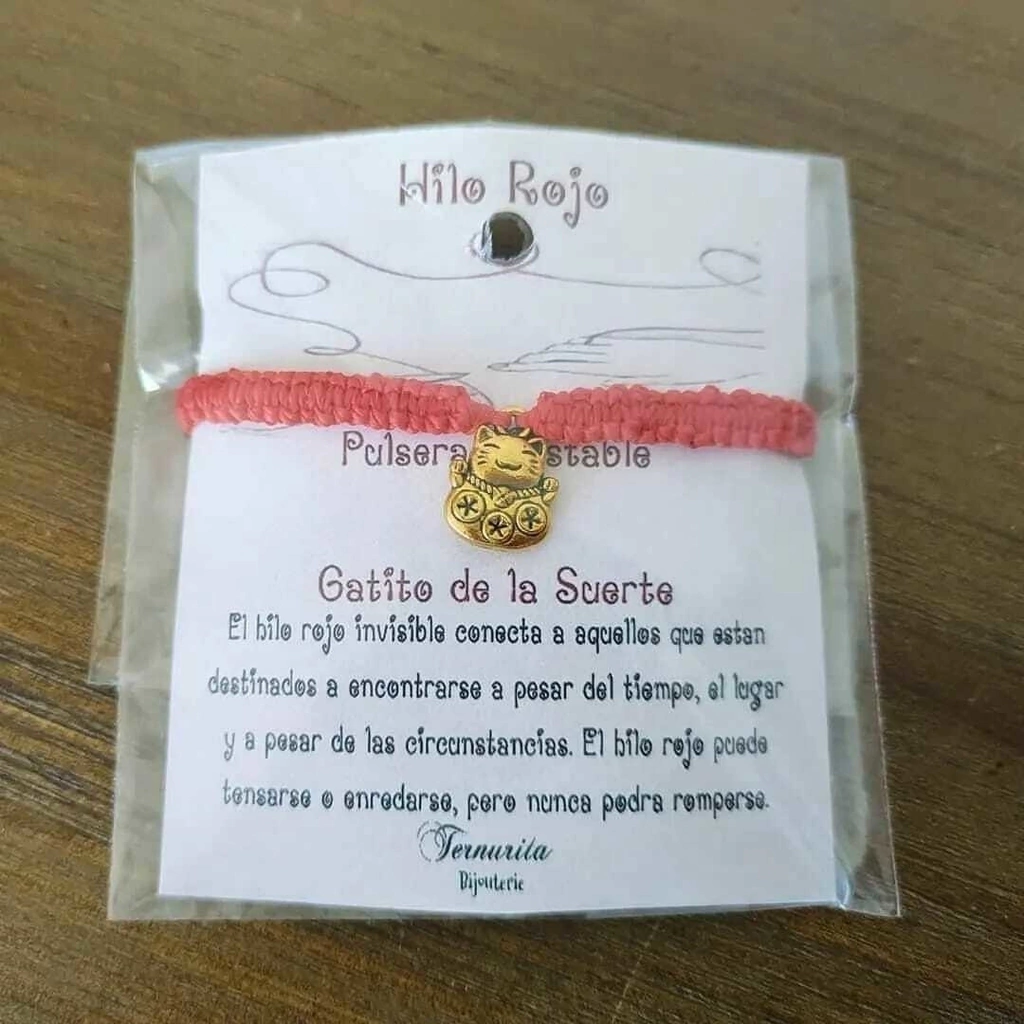 Hilo Rojo
Pulsera stable
Gatito de la Suerte
El hilo rojo invisible conecta a aquellos que estan
destinados a encontrarse a pesar del tiempo, el lugar
y a pesar de las circunstancias. El hilo rojo puede
tensarse o enredarse, pero nunca podra romperse.
Ternurita
Bijouterie